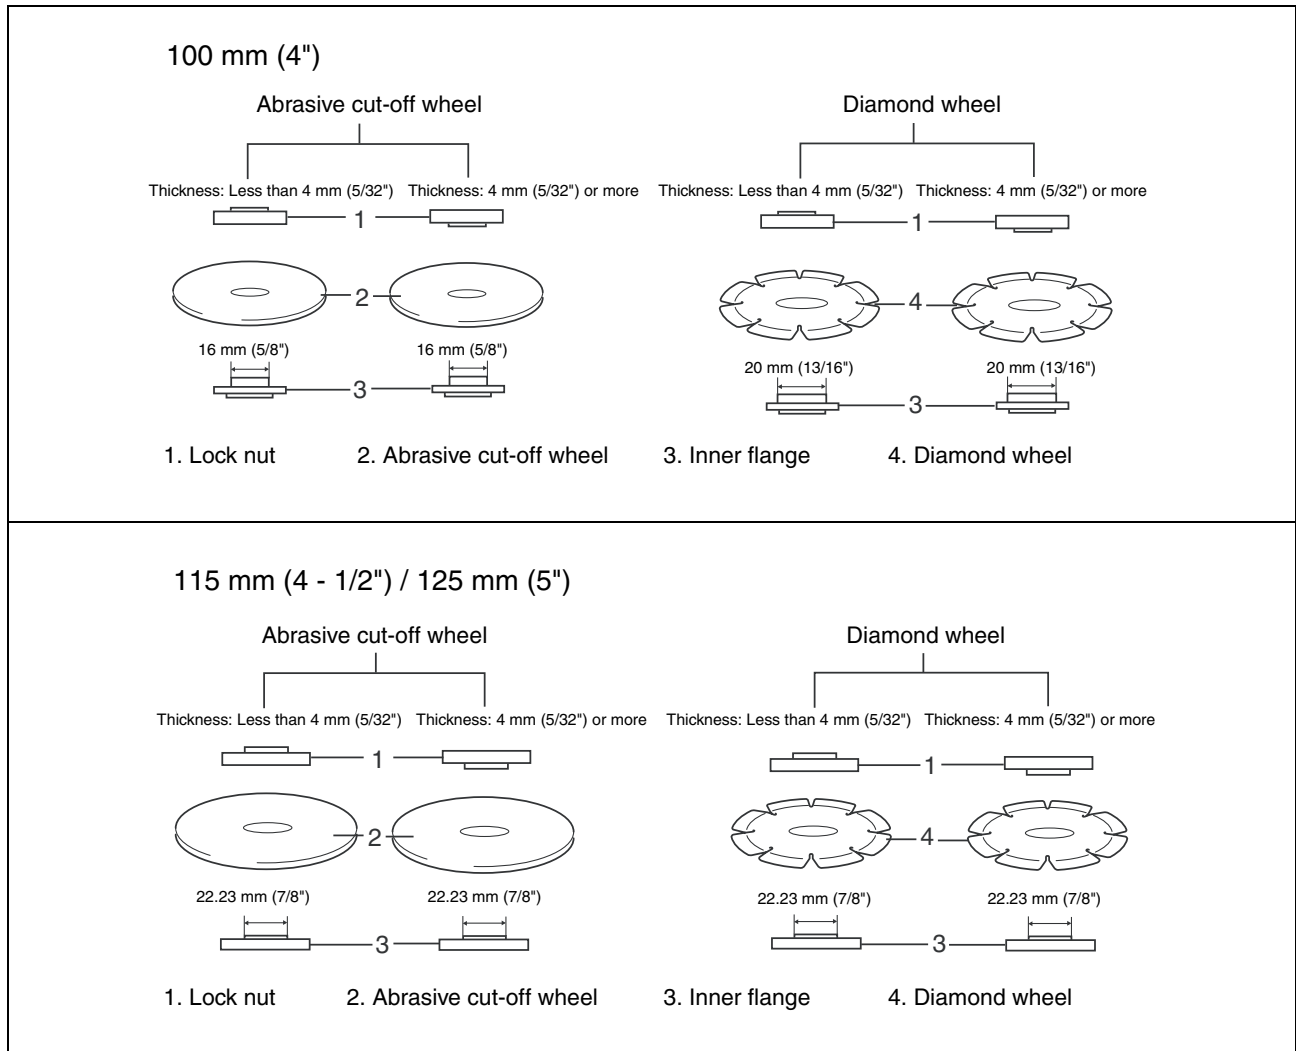 100 mm (4")
Abrasive cut-off wheel Diamond wheel
Thickness: Less than 4 mm (5/32") Thickness: 4 mm (5/32") or more Thickness: Less than 4 mm (5/32") Thickness: 4 mm (5/32") or more
1 1
2 4
16 mm (5/8") 16 mm (5/8") 20 mm (13/16") 20 mm (13/16")
3 3
1. Lock nut 2. Abrasive cut-off wheel 3. Inner flange 4. Diamond wheel
115 mm (4 - 1/2") / 125 mm (5")
Abrasive cut-off wheel Diamond wheel
Thickness: Less than 4 mm (5/32") Thickness: 4 mm (5/32") or more Thickness: Less than 4 mm (5/32") Thickness: 4 mm (5/32") or more
1 1
2 4
22.23 mm (7/8") 22.23 mm (7/8") 22.23 mm (7/8") 22.23 mm (7/8")
3 3
1. Lock nut 2. Abrasive cut-off wheel 3. Inner flange 4. Diamond wheel